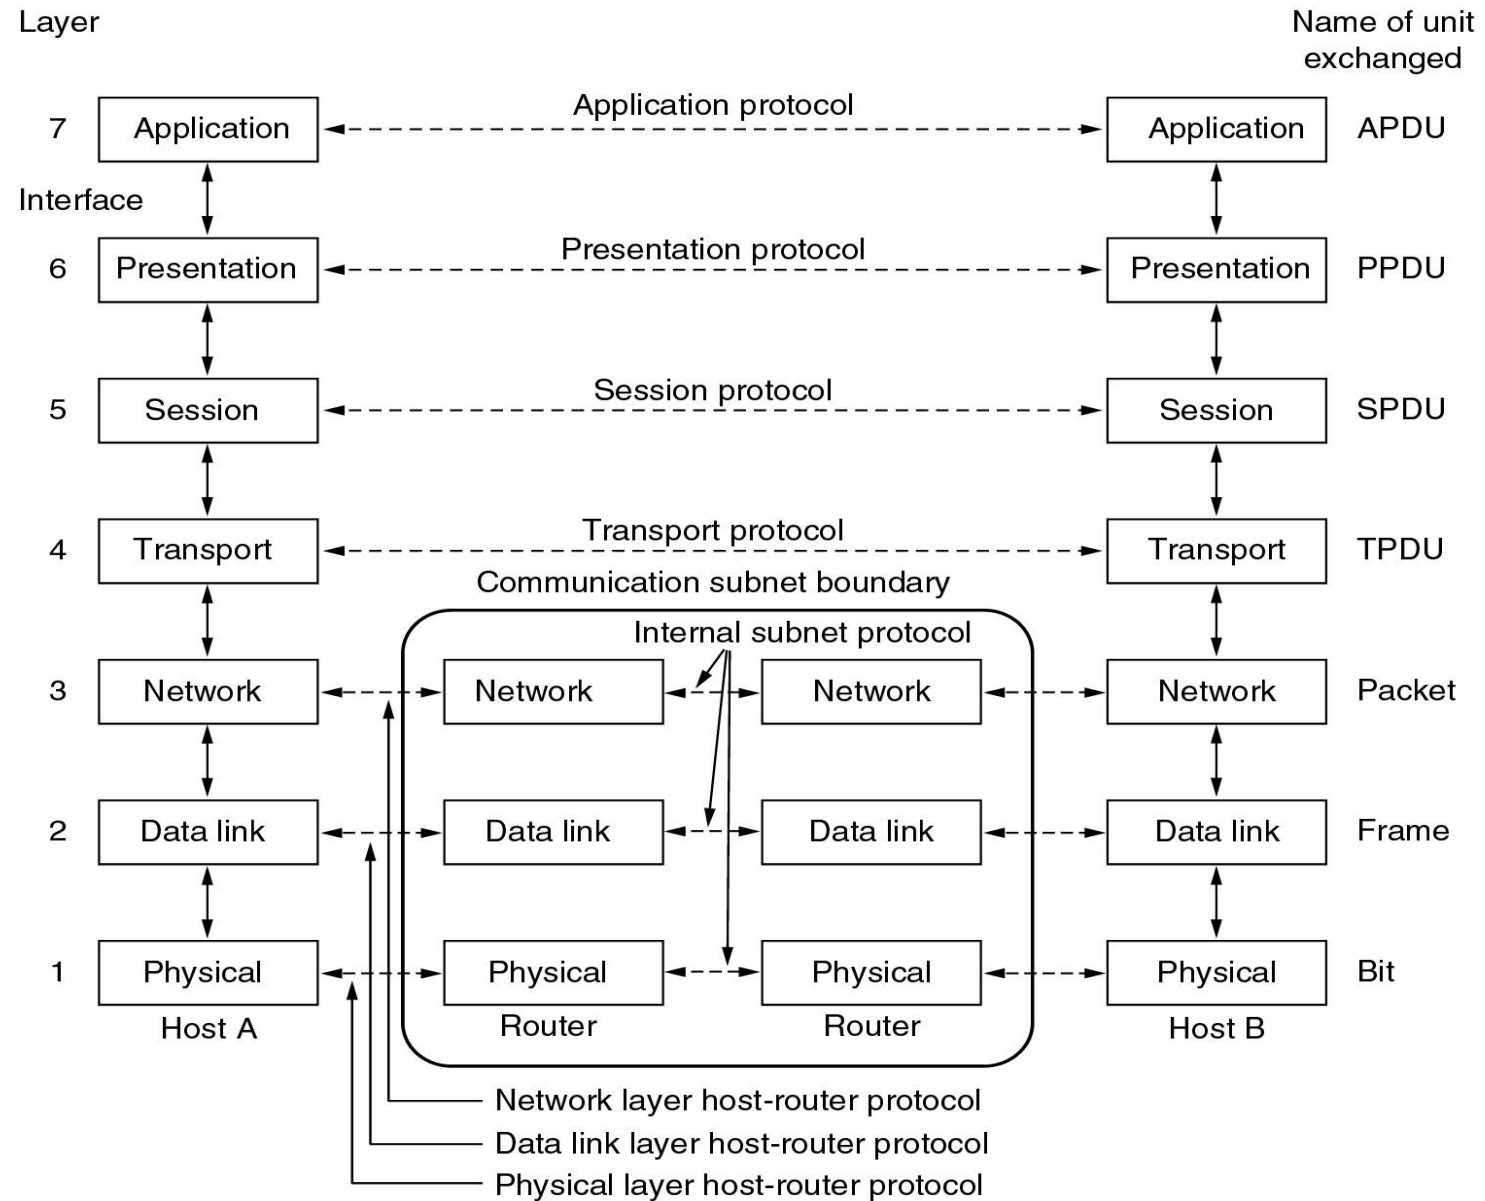 Layer
Name of unit
exchanged
7
Application
Application protocol
Application
APDU
Interface
6
Presentation
Presentation protocol
Presentation
PPDU
5
Session
Session protocol
Session
SPDU
4
Transport
Transport protocol
Transport
TPDU
Communication subnet boundary
Internal subnet protocol
3
Network
Network
Network
Network
Packet
2
Data link
Data link
Data link
Data link
Frame
1
Physical
Physical
Physical
Physical
Bit
Host A
Router
Router
Host B
Network layer host-router protocol
Data link layer host-router protocol
Physical layer host-router protocol